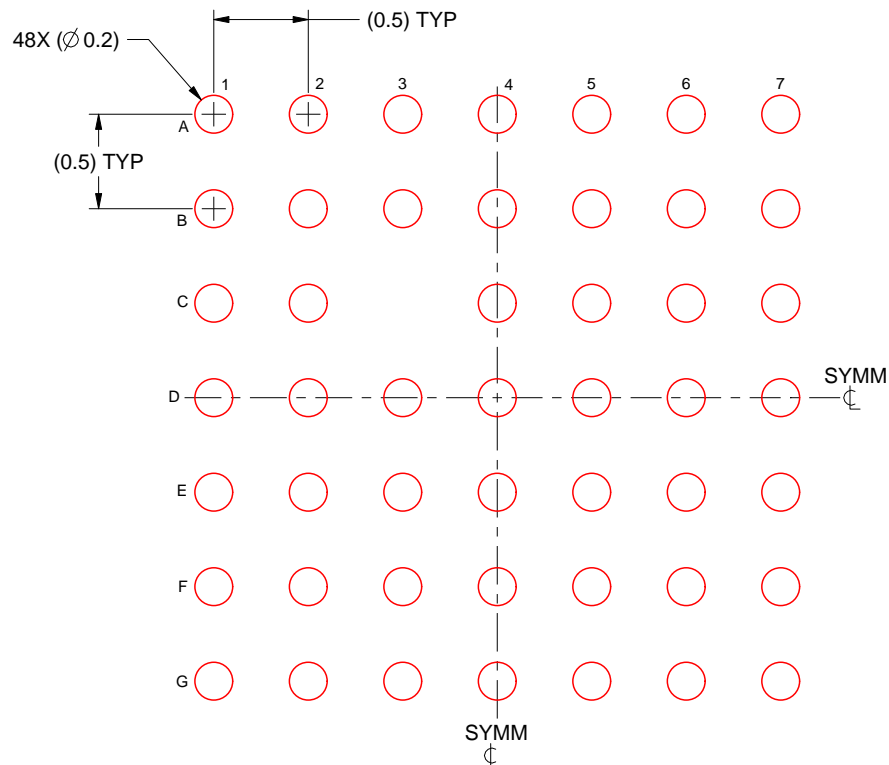 (0.5) TYP
48X (∅ 0.2)
1 2 3 4 5 6 7
A
(0.5) TYP
B
C
SYMM
D
E
F
G
SYMM